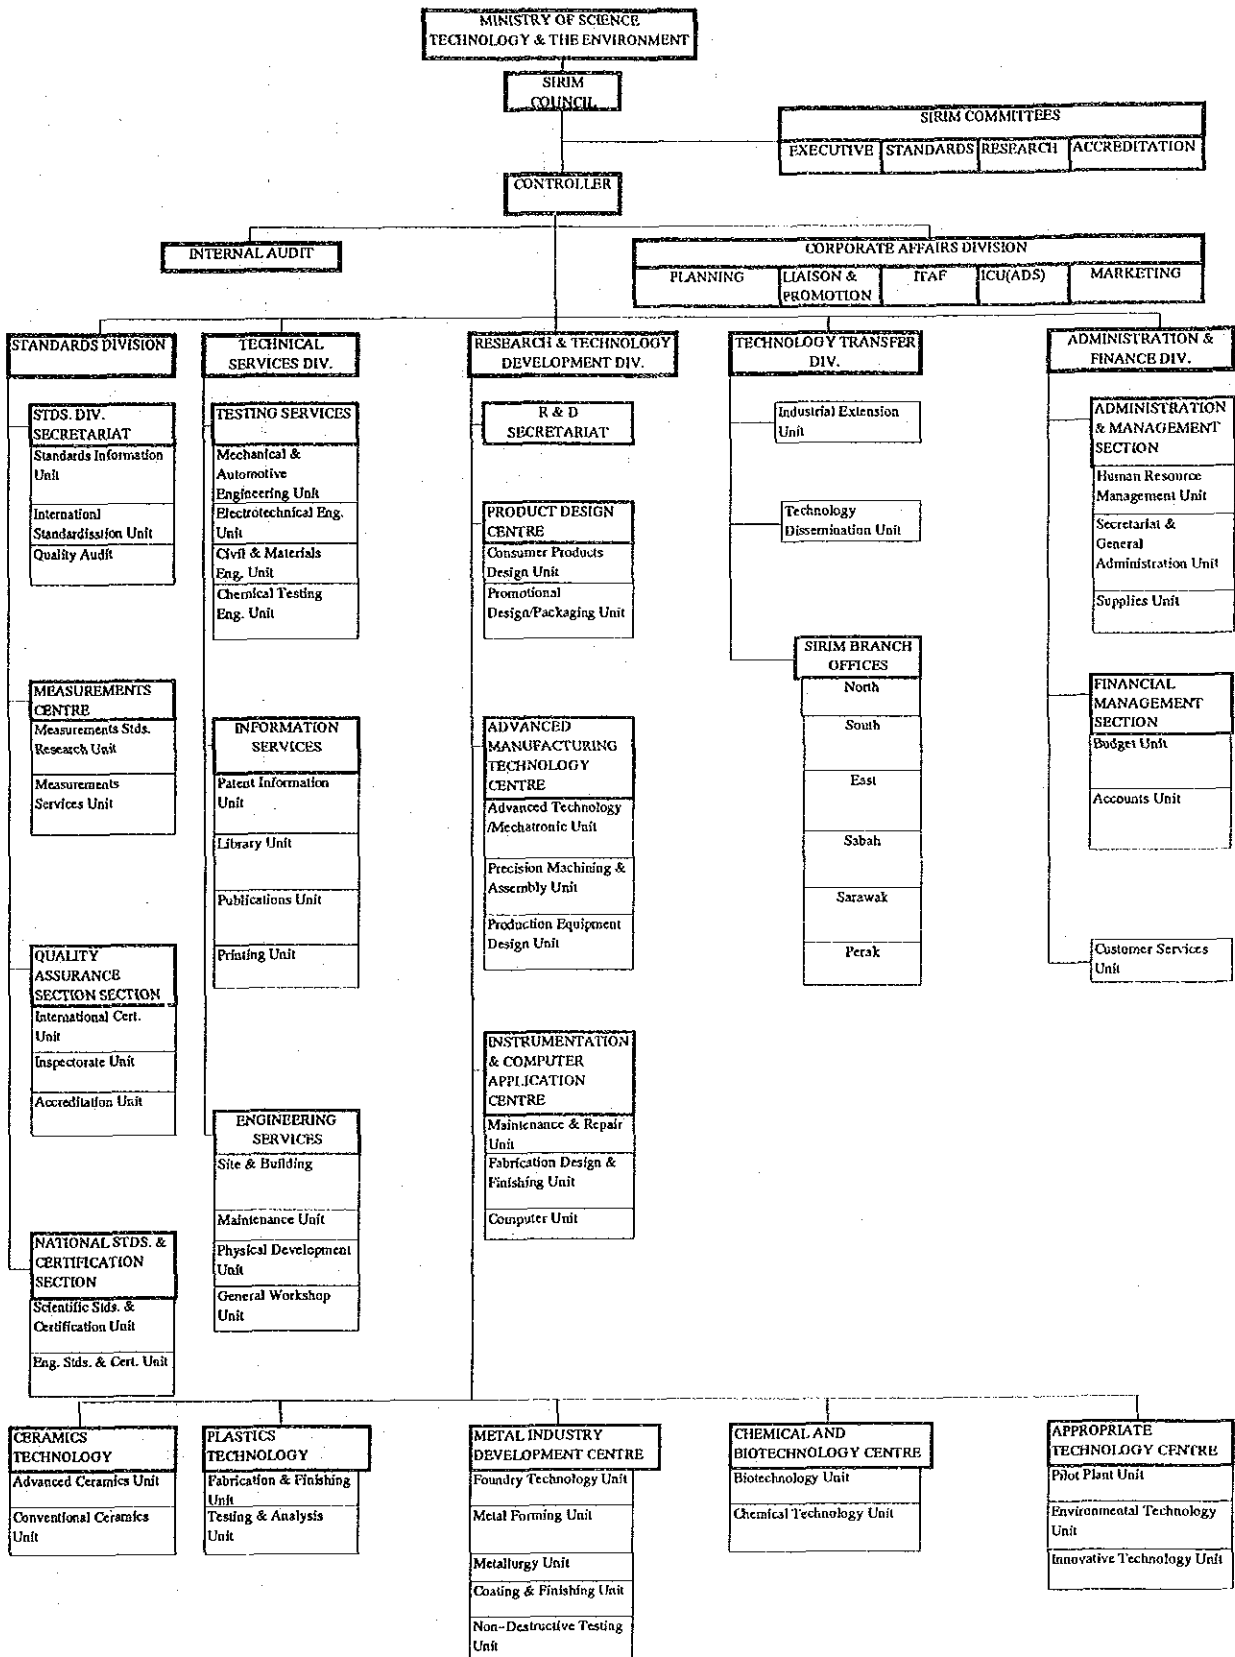 MINISTRY OF SCIENCE
TECHNOLOGY & THE ENVIRONMENT
SIRIM
COUNCIL
SIRIM COMMITTEES
EXECUTIVE
STANDARDS
RESEARCH
ACCREDITATION
CONTROLLER
INTERNAL AUDIT
CORPORATE AFFAIRS DIVISION
PLANNING
LIAISON &
PROMOTION
ITAF
ICU(ADS)
MARKETING
STANDARDS DIVISION
STDS. DIV.
SECRETARIAT
Standards Information
Unit
Internationl
Standardisation Unit
Quality Audit
MEASUREMENTS
CENTRE
Measurements Stds.
Research Unit
Measurements
Services Unit
QUALITY
ASSURANCE
SECTION SECTION
International Cert.
Unit
Inspectorate Unit
Accreditation Unit
NATIONAL STDS. &
CERTIFICATION
SECTION
Scientific Stds. &
Certification Unit
Eng. Stds. & Cert. Unit
TECHNICAL
SERVICES DIV.
TESTING SERVICES
Mechanical &
Automotive
Engineering Unit
Electrotechnical Eng.
Unit
Civil & Materials
Eng. Unit
Chemical Testing
Eng. Unit
INFORMATION
SERVICES
Patent Information
Unit
Library Unit
Publications Unit
Printing Unit
ENGINEERING
SERVICES
Site & Building
Maintenance Unit
Physical Development
Unit
General Workshop
Unit
RESEARCH & TECHNOLOGY
DEVELOPMENT DIV.
R & D
SECRETARIAT
PRODUCT DESIGN
CENTRE
Consumer Products
Design Unit
Promotional
Design/Packaging Unit
ADVANCED
MANUFACTURING
TECHNOLOGY
CENTRE
Advanced Technology
/Mechatronic Unit
Precision Machining &
Assembly Unit
Production Equipment
Design Unit
INSTRUMENTATION
& COMPUTER
APPLICATION
CENTRE
Maintenance & Repair
Unit
Fabrication Design &
Finishing Unit
Computer Unit
TECHNOLOGY TRANSFER
DIV.
Industrial Extension
Unit
Technology
Dissemination Unit
SIRIM BRANCH
OFFICES
North
South
East
Sabah
Sarawak
Perak
ADMINISTRATION &
FINANCE DIV.
ADMINISTRATION
& MANAGEMENT
SECTION
Human Resource
Management Unit
Secretariat &
General
Administration Unit
Supplies Unit
FINANCIAL
MANAGEMENT
SECTION
Budget Unit
Accounts Unit
Customer Services
Unit
CERAMICS
TECHNOLOGY
Advanced Ceramics Unit
Conventional Ceramics
Unit
PLASTICS
TECHNOLOGY
Fabrication & Finishing
Unit
Testing & Analysis
Unit
METAL INDUSTRY
DEVELOPMENT CENTRE
Foundry Technology Unit
Metal Forming Unit
Metallurgy Unit
Coating & Finishing Unit
Non-Destructive Testing
Unit
CHEMICAL AND
BIOTECHNOLOGY CENTRE
Biotechnology Unit
Chemical Technology Unit
APPROPRIATE
TECHNOLOGY CENTRE
Pilot Plant Unit
Environmental Technology
Unit
Innovative Technology Unit